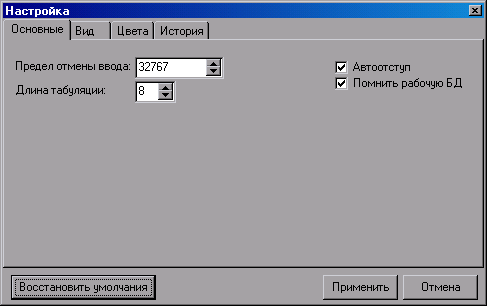 Настройка
Основные Вид Цвета История
Предел отмены ввода: 32767 Автоотступ
Длина табуляции: 8 Помнить рабочую БД
Восстановить умолчания Применить Отмена